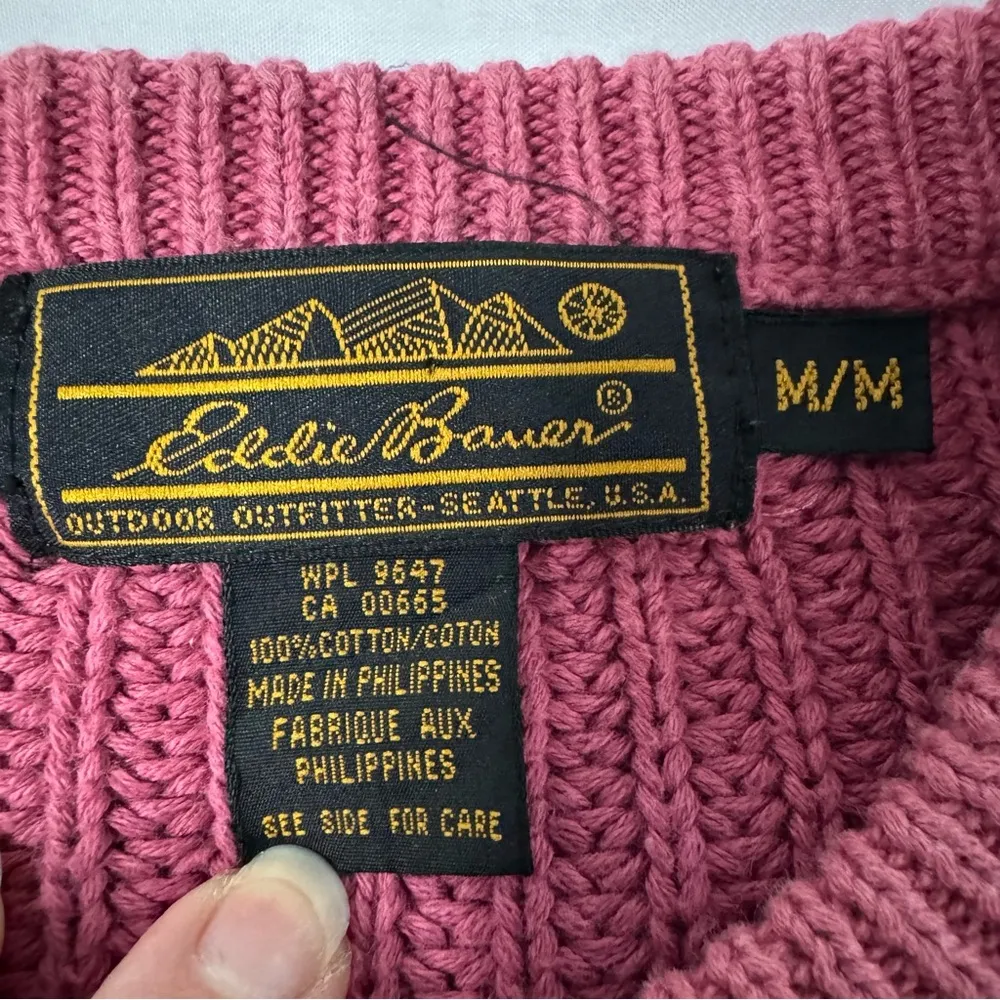 Eddie Bauer®
OUTDOOR OUTFITTER-SEATTLE, U.S.A.
M/M
WPL 9647
CA 00665
100%COTTON/COTON
MADE IN PHILIPPINES
FABRIQUE AUX
PHILIPPINES
SEE SIDE FOR CARE